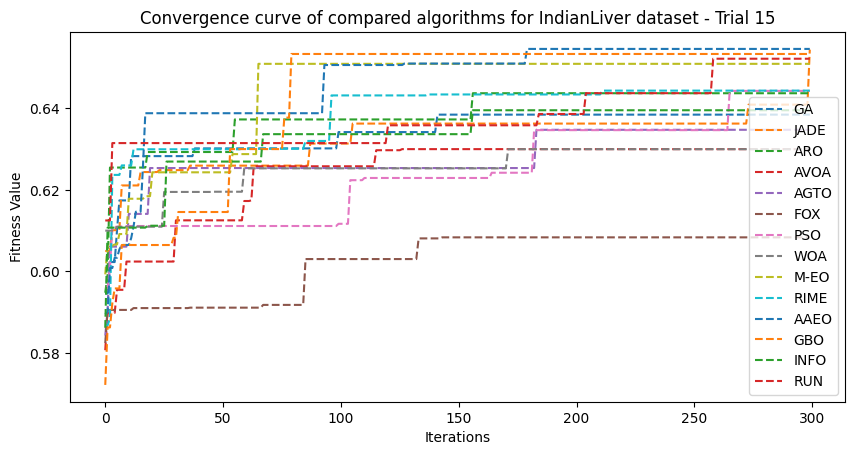 Convergence curve of compared algorithms for IndianLiver dataset - Trial 15
Fitness Value
0.64
0.62
0.60
0.58
0
50
100
150
200
250
300
Iterations
GA
JADE
ARO
AVOA
AGTO
FOX
PSO
WOA
M-EO
RIME
AAEO
GBO
INFO
RUN